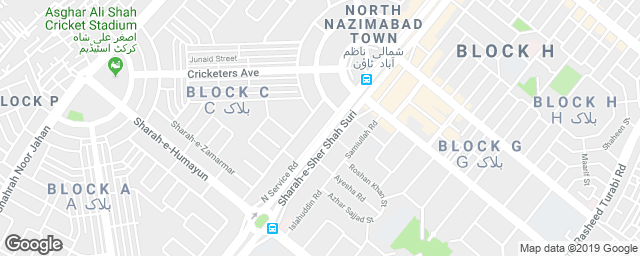 Asghar Ali Shah
Cricket Stadium
اصغر علی شاہ
کرکٹ اسٹیڈیم
NORTH
NAZIMABAD
TOWN
شمالی ناظم
آباد ٹاؤن
BLOCK H
Junaid Street
Cricketers Ave
BLOCK C
بلاک C
BLOCK P
BLOCK H
بلاک H
Shaheen St
Sharah-e-Humayun
Sharah-e-Zamarmar
Shahrah Noor Jahan
Sharah-e-Sher Shah Suri
Samiullah Rd
BLOCK G
بلاک G
Maarif St
Rasheed Turabi Rd
BLOCK A
بلاک A
N Service Rd
Roshan Khan St
Ayesha Rd
Azhar Sajjad St
Islahuddin Rd
Google
Google
Map data ©2019 Google